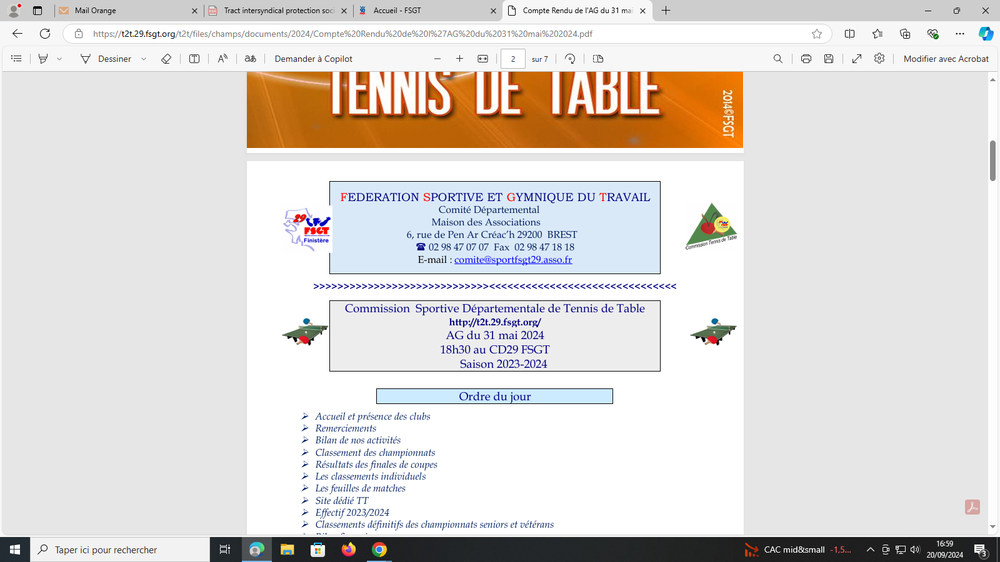 Mail Orange
Tract intersyndical protection soci
Accueil - FSGT
Compte Rendu de l'AG du 31 mai
https://t2t.29.fsgt.org/t2t/files/champs/documents/2024/Compte%20Rendu%20de%20l%27AG%20du%2031%20mai%202024.pdf
Dessiner
aあ
Demander à Copilot
2
sur 7
Modifier avec Acrobat
TENNIS DE TABLE
2014©FSGT
FEDERATION SPORTIVE ET GYMNIQUE DU TRAVAIL
Comité Départemental
Maison des Associations
6, rue de Pen Ar Créac’h 29200 BREST
☎ 02 98 47 07 07 Fax 02 98 47 18 18
E-mail : comite@sportfsgt29.asso.fr
29
FSGT
Finistère
Commission Tennis de Table
>>>>>>>>>>>>>>>>>>>>>>>>>>>>><<<<<<<<<<<<<<<<<<<<<<<<<<<<<<<
Commission Sportive Départementale de Tennis de Table
http://t2t.29.fsgt.org/
AG du 31 mai 2024
18h30 au CD29 FSGT
Saison 2023-2024
Ordre du jour
➢ Accueil et présence des clubs
➢ Remerciements
➢ Bilan de nos activités
➢ Classement des championnats
➢ Résultats des finales de coupes
➢ Les classements individuels
➢ Les feuilles de matches
➢ Site dédié TT
➢ Effectif 2023/2024
➢ Classements définitifs des championnats seniors et vétérans
Taper ici pour rechercher
CAC mid&small -1,5...
16:59
20/09/2024
3